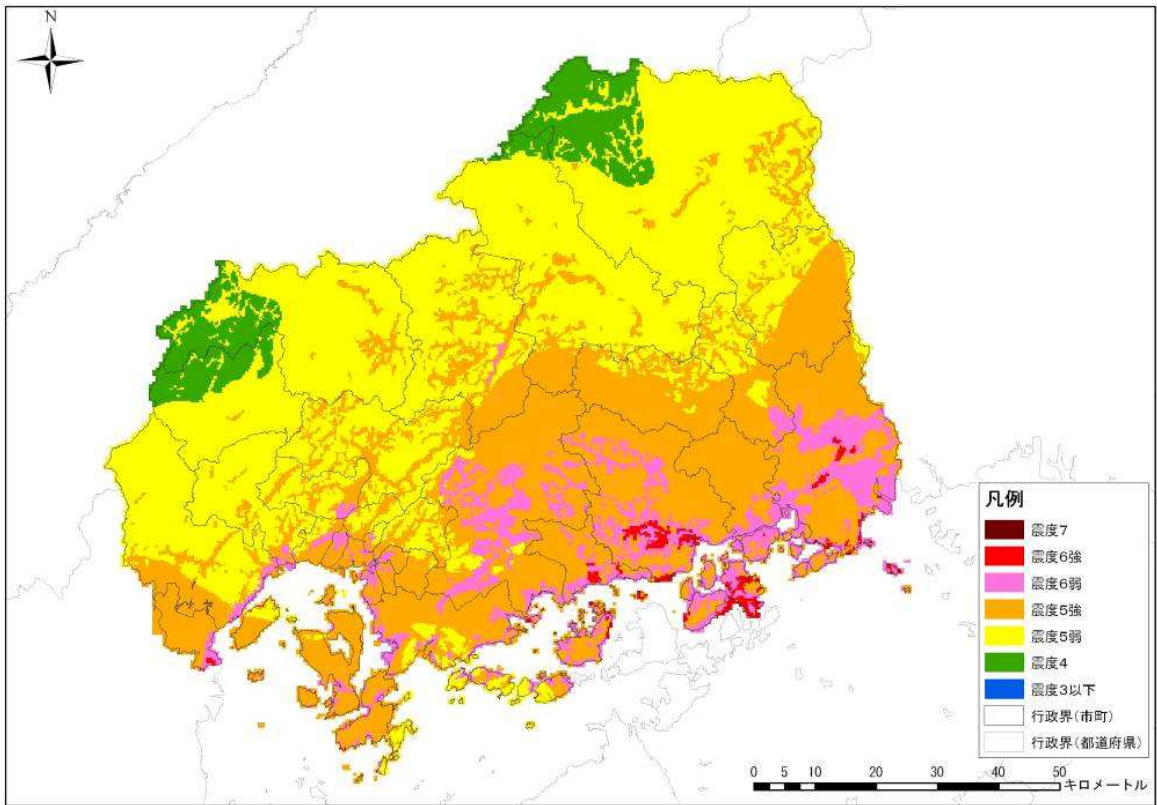 N
凡例
震度7
震度6強
震度6弱
震度5強
震度5弱
震度4
震度3以下
行政界(市町)
行政界(都道府県)
0 5 10 20 30 40 50
キロメートル